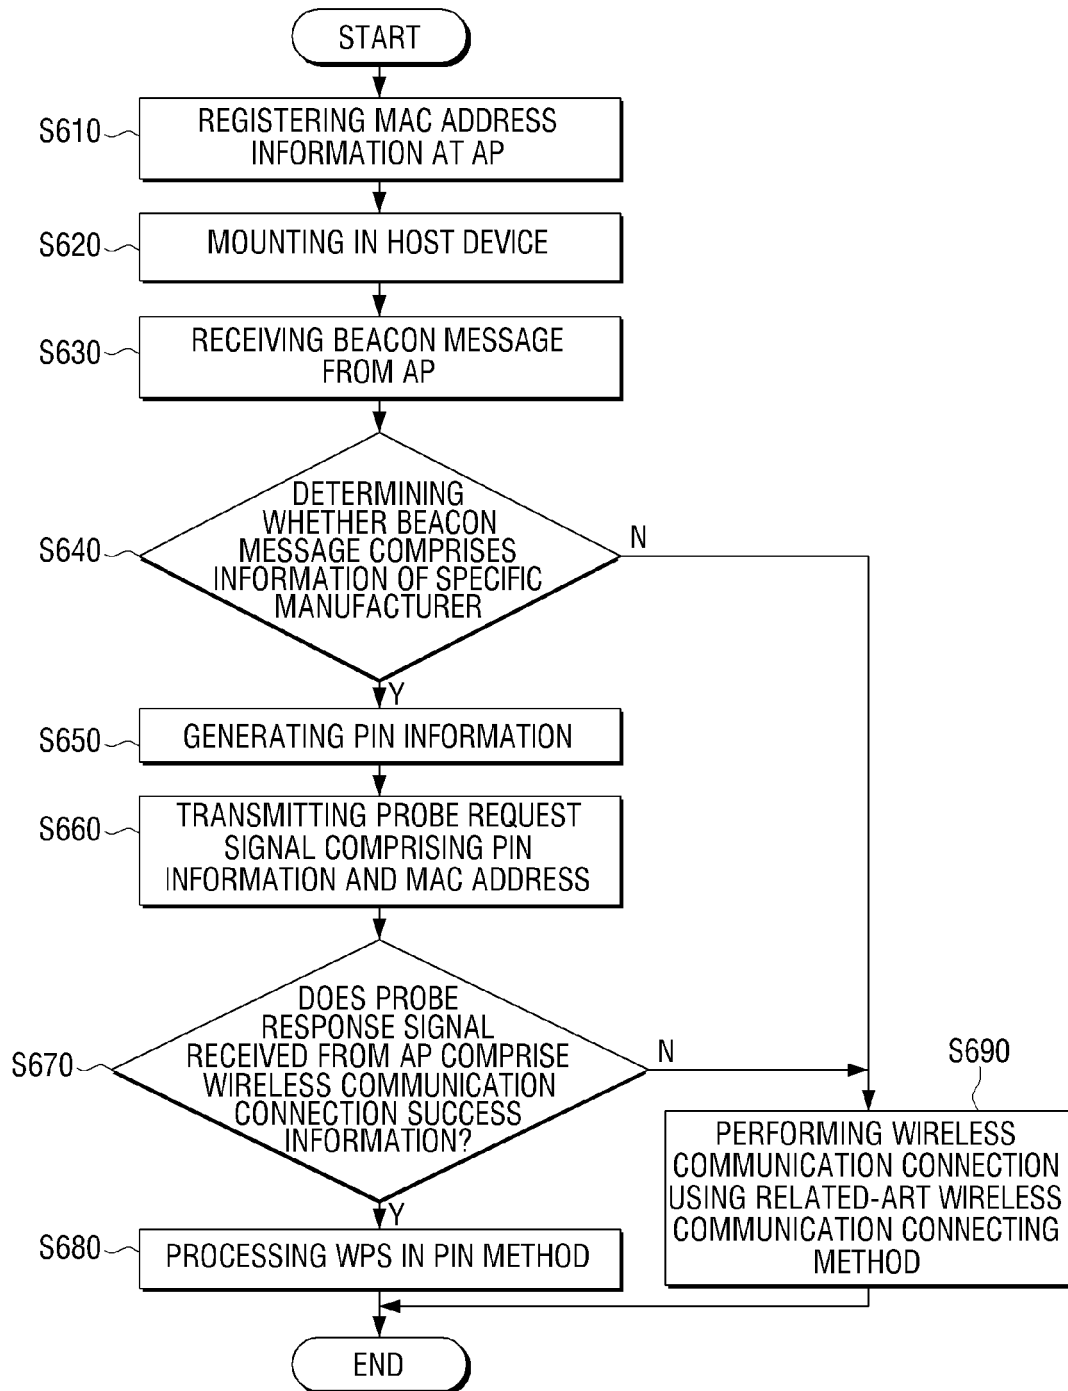 START
S610
REGISTERING MAC ADDRESS
INFORMATION AT AP
S620
MOUNTING IN HOST DEVICE
S630
RECEIVING BEACON MESSAGE
FROM AP
S640
DETERMINING
WHETHER BEACON
MESSAGE COMPRISES
INFORMATION OF SPECIFIC
MANUFACTURER
N
Y
S650
GENERATING PIN INFORMATION
S660
TRANSMITTING PROBE REQUEST
SIGNAL COMPRISING PIN
INFORMATION AND MAC ADDRESS
S670
DOES PROBE
RESPONSE SIGNAL
RECEIVED FROM AP COMPRISE
WIRELESS COMMUNICATION
CONNECTION SUCCESS
INFORMATION?
N
Y
S690
PERFORMING WIRELESS
COMMUNICATION CONNECTION
USING RELATED-ART WIRELESS
COMMUNICATION CONNECTING
METHOD
S680
PROCESSING WPS IN PIN METHOD
END